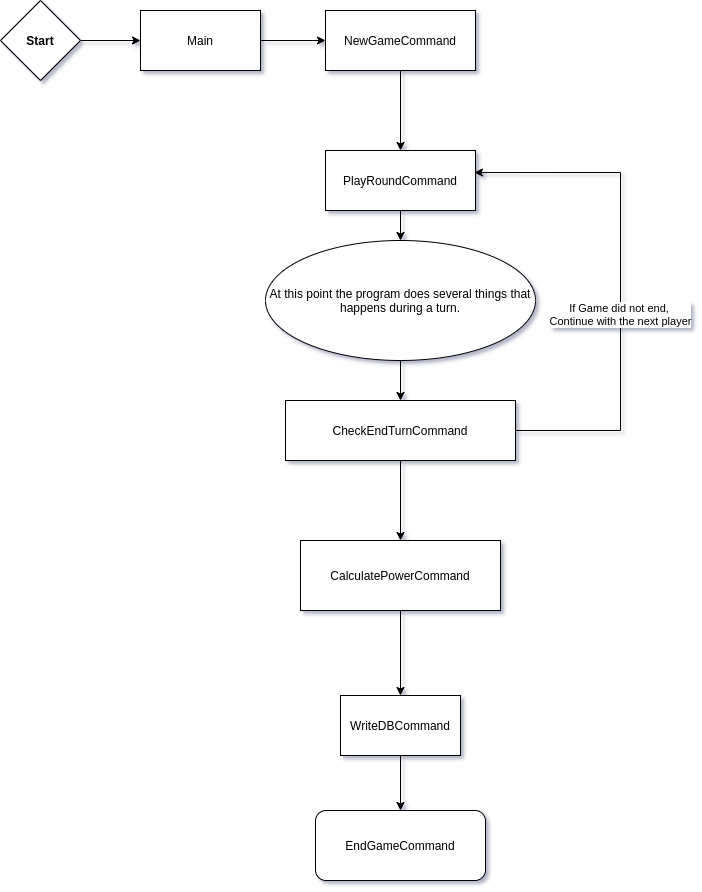 Start
Main
NewGameCommand
PlayRoundCommand
At this point the program does several things that
happens during a turn.
If Game did not end,
Continue with the next player
CheckEndTurnCommand
CalculatePowerCommand
WriteDBCommand
EndGameCommand